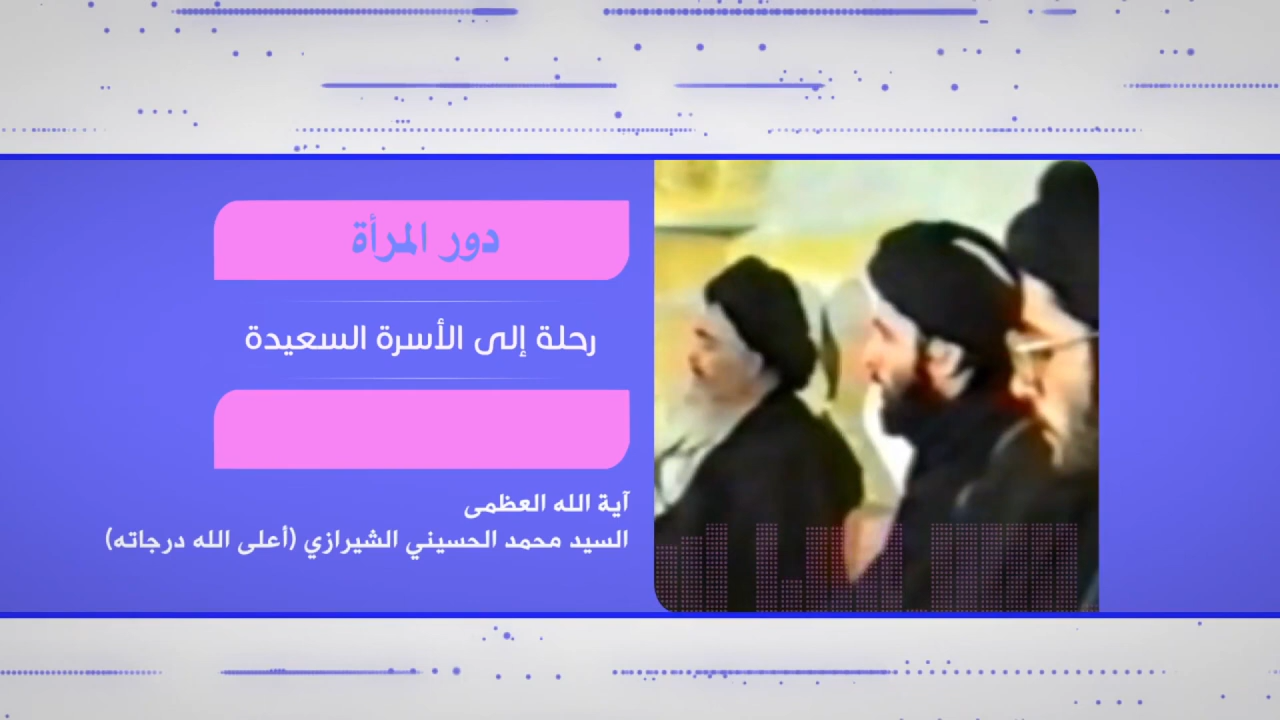 دور المرأة
رحلة إلى الأسرة السعيدة
آية الله العظمى
السيد محمد الحسيني الشيرازي (أعلى الله درجاته)